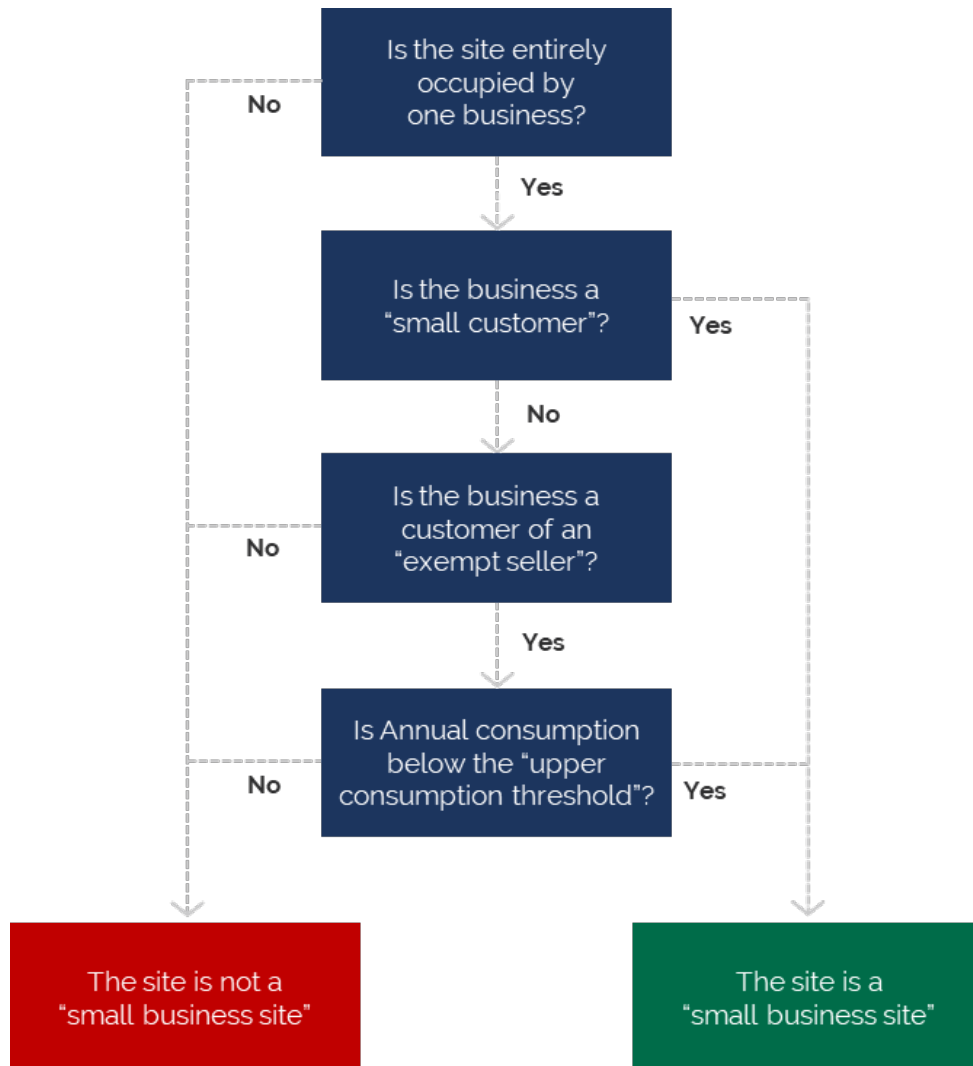 Is the site entirely
occupied by
one business?
No
Yes
Is the business a
“small customer”?
Yes
No
Is the business a
customer of an
“exempt seller”?
No
Yes
Is Annual consumption
below the “upper
consumption threshold”?
No
Yes
The site is not a
“small business site”
The site is a
“small business site”